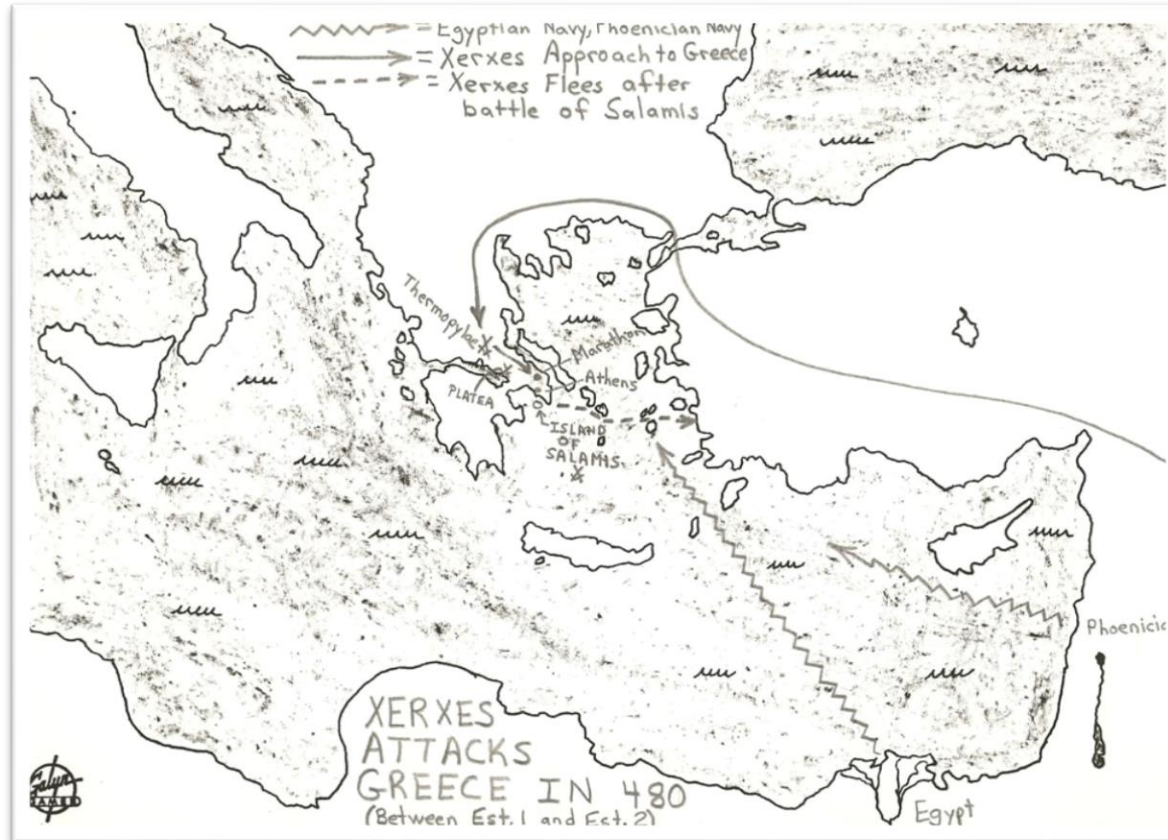 = Egyptian Navy, Phoenician Navy
= Xerxes Approach to Greece
= Xerxes Flees after
battle of Salamis
Thermopylae
Marathon
Athens
PLATEA
ISLAND
OF
SALAMIS
Phoenicia
XERXES
ATTACKS
GREECE IN 480
(Between Est. 1 and Est. 2)
Egypt
JAMES